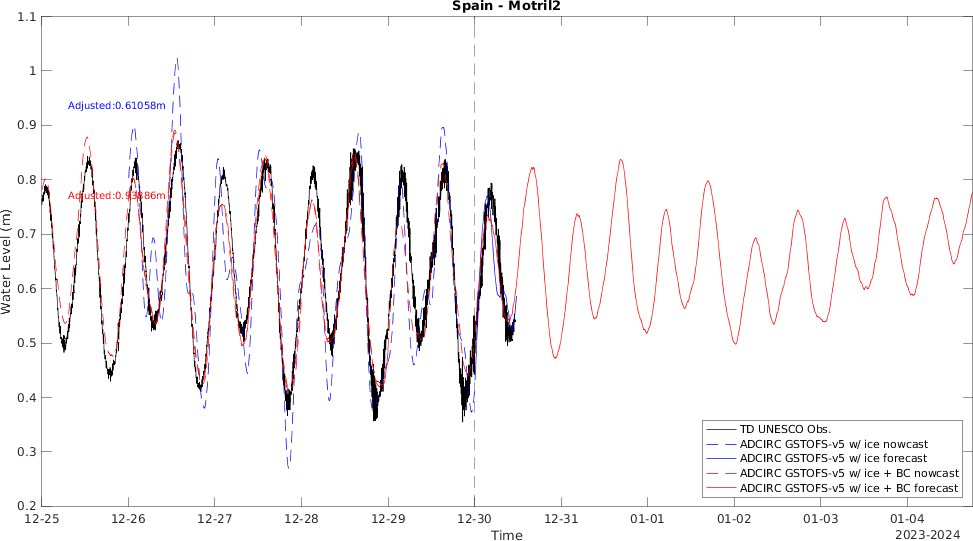 Spain - Motril2
1.1
1
0.9
0.8
0.7
0.6
0.5
0.4
0.3
0.2
Water Level (m)
Adjusted:0.61058m
Adjusted:0.93886m
TD UNESCO Obs.
ADCIRC GSTOFS-v5 w/ ice nowcast
ADCIRC GSTOFS-v5 w/ ice forecast
ADCIRC GSTOFS-v5 w/ ice + BC nowcast
ADCIRC GSTOFS-v5 w/ ice + BC forecast
12-25 12-26 12-27 12-28 12-29 12-30 12-31 01-01 01-02 01-03 01-04
Time
2023-2024